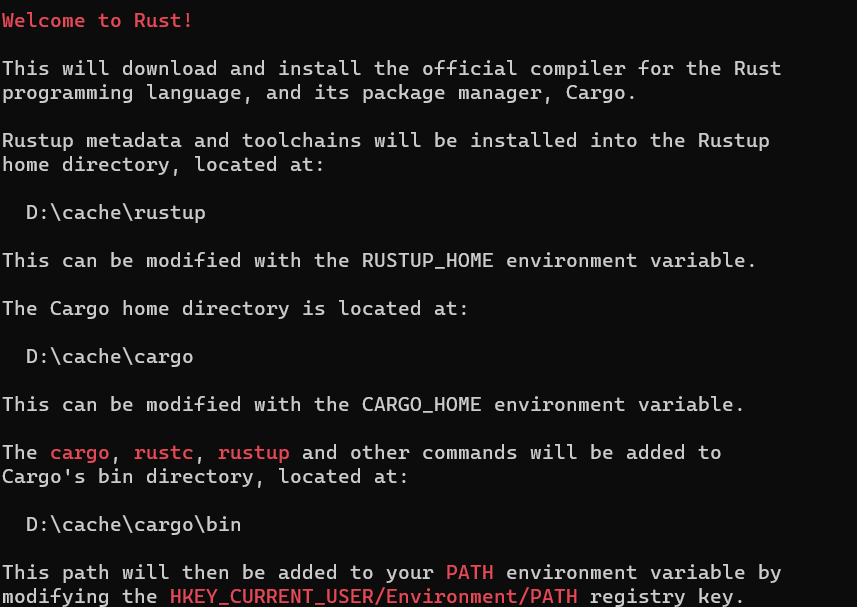 Welcome to Rust!
This will download and install the official compiler for the Rust
programming language, and its package manager, Cargo.
Rustup metadata and toolchains will be installed into the Rustup
home directory, located at:
D:\cache\rustup
This can be modified with the RUSTUP_HOME environment variable.
The Cargo home directory is located at:
D:\cache\cargo
This can be modified with the CARGO_HOME environment variable.
The cargo, rustc, rustup and other commands will be added to
Cargo's bin directory, located at:
D:\cache\cargo\bin
This path will then be added to your PATH environment variable by
modifying the HKEY_CURRENT_USER/Environment/PATH registry key.